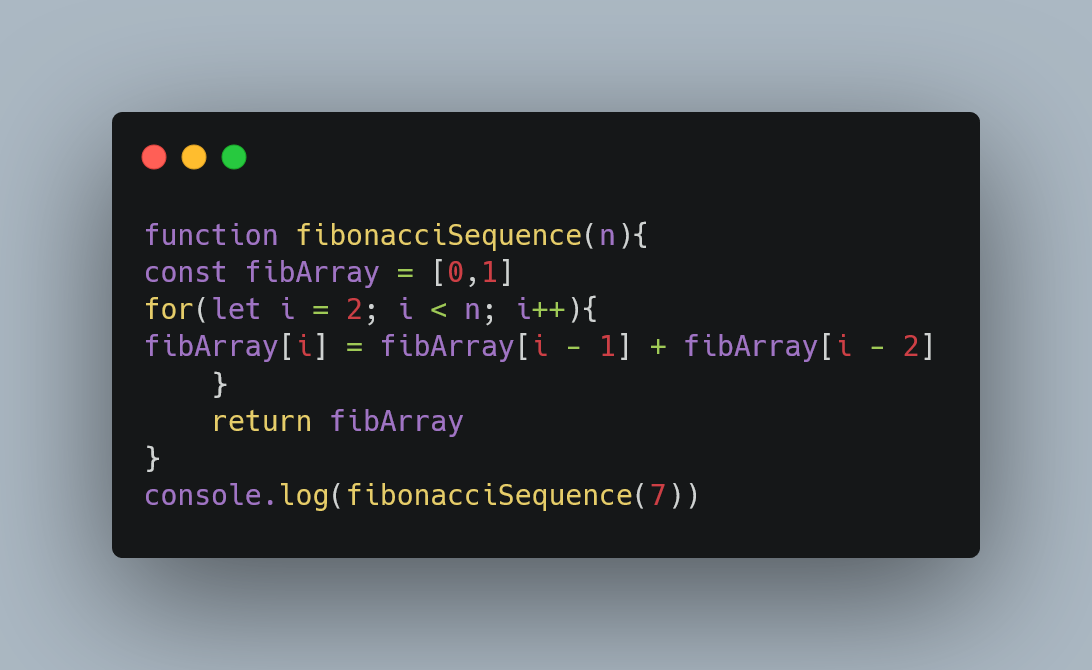 function fibonacciSequence(n){
const fibArray = [0,1]
for(let i = 2; i < n; i++){
fibArray[i] = fibArray[i - 1] + fibArray[i - 2]
    }
    return fibArray
}
console.log(fibonacciSequence(7))